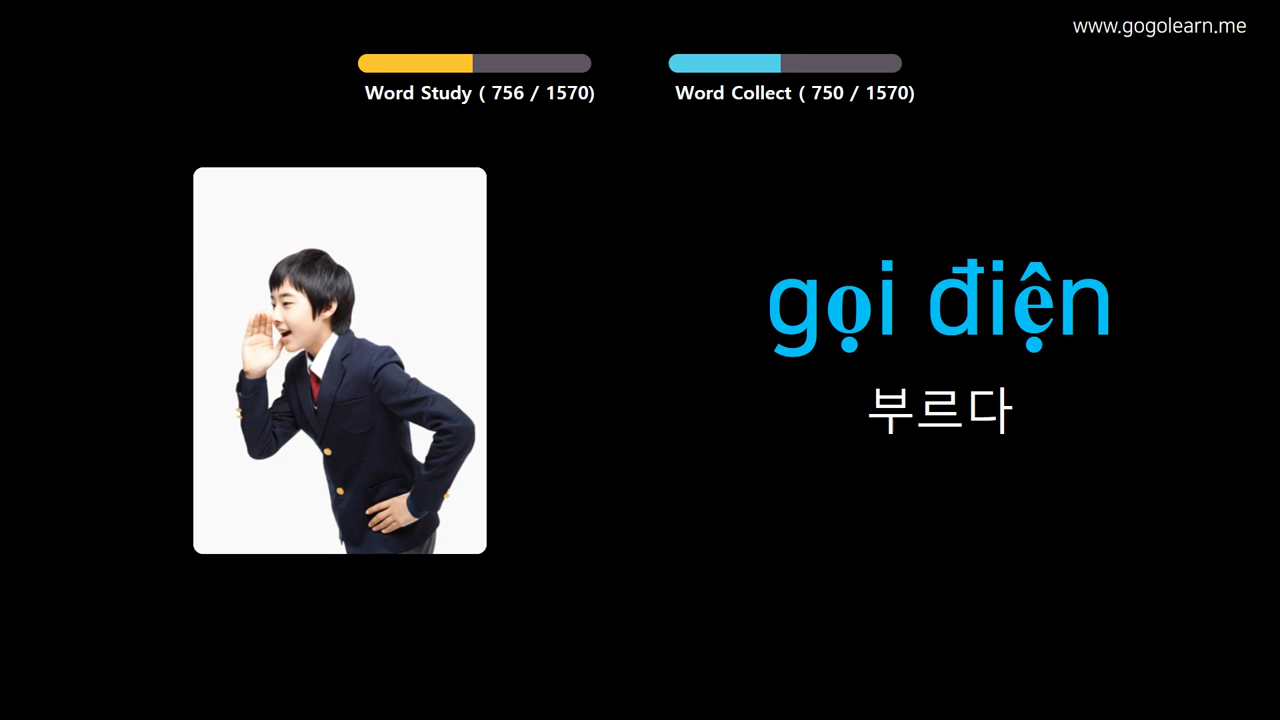 www.gogolearn.me
Word Study ( 756 / 1570)
Word Collect ( 750 / 1570)
gọi điện
부르다